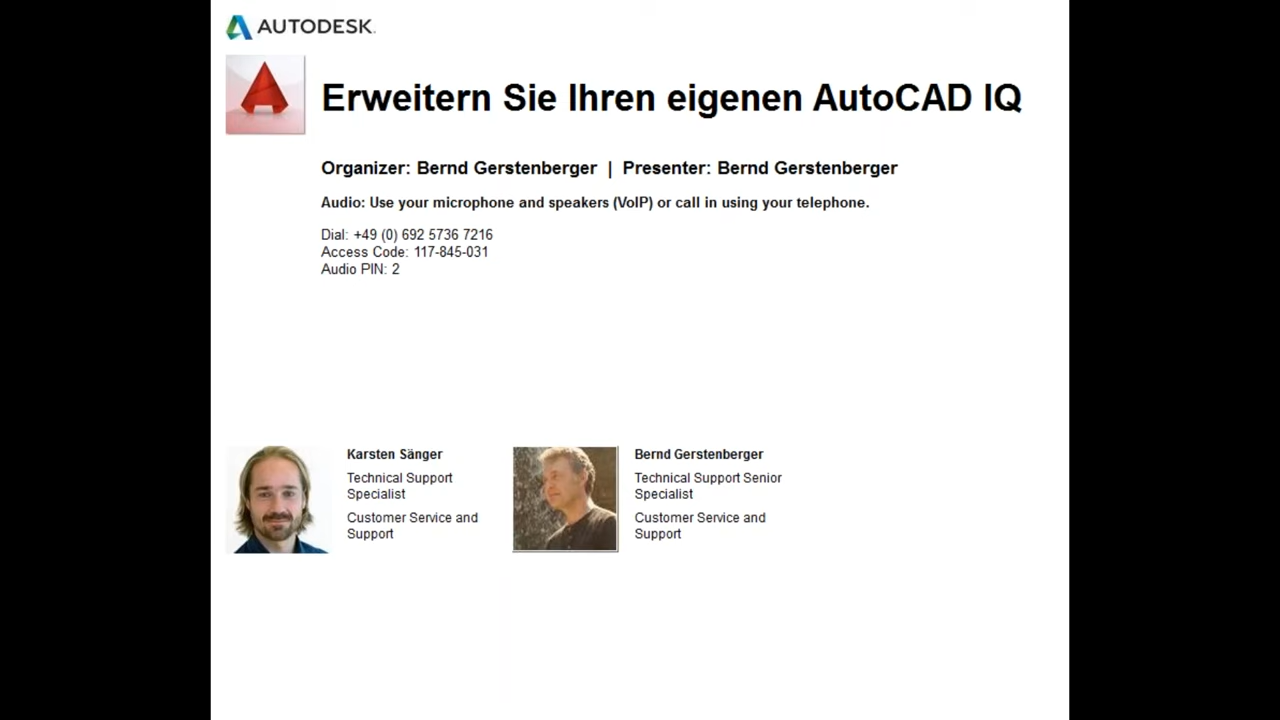 AUTODESK.
Erweitern Sie Ihren eigenen AutoCAD IQ
Organizer: Bernd Gerstenberger | Presenter: Bernd Gerstenberger
Audio: Use your microphone and speakers (VoIP) or call in using your telephone.
Dial: +49 (0) 692 5736 7216
Access Code: 117-845-031
Audio PIN: 2
Karsten Sänger
Technical Support
Specialist
Customer Service and
Support
Bernd Gerstenberger
Technical Support Senior
Specialist
Customer Service and
Support